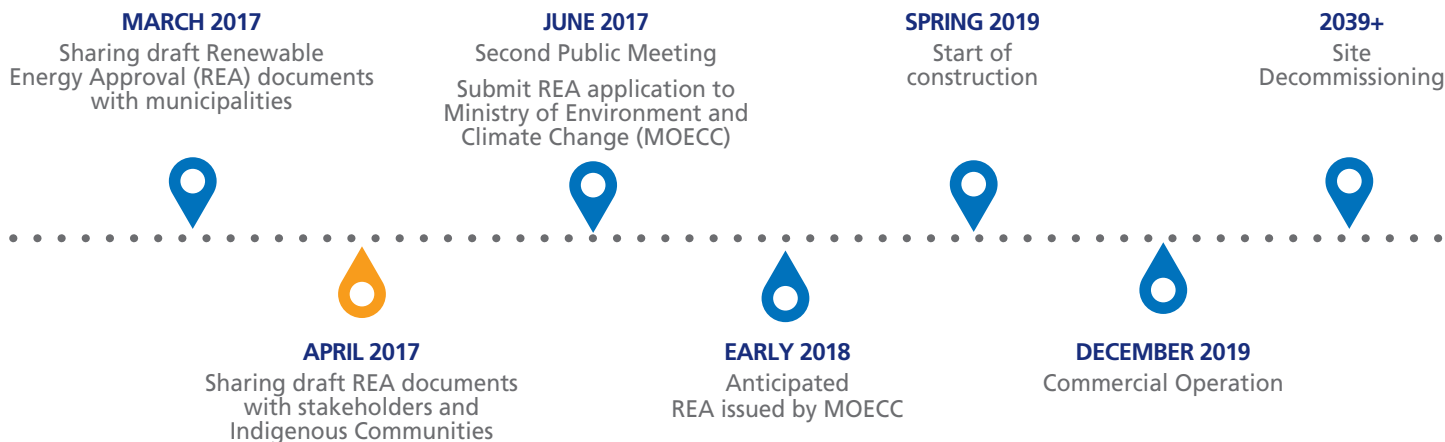 MARCH 2017
Sharing draft Renewable
Energy Approval (REA) documents
with municipalities
JUNE 2017
Second Public Meeting
Submit REA application to
Ministry of Environment and
Climate Change (MOECC)
SPRING 2019
Start of
construction
2039+
Site
Decommissioning
APRIL 2017
Sharing draft REA documents
with stakeholders and
Indigenous Communities
EARLY 2018
Anticipated
REA issued by MOECC
DECEMBER 2019
Commercial Operation